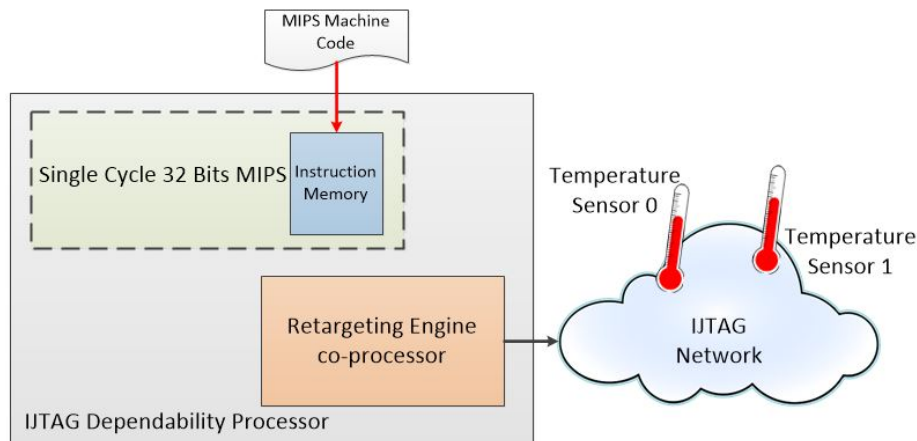 MIPS Machine
Code
Single Cycle 32 Bits MIPS
Instruction
Memory
Temperature
Sensor 0
Temperature
Sensor 1
Retargeting Engine
co-processor
IJTAG
Network
IJTAG Dependability Processor